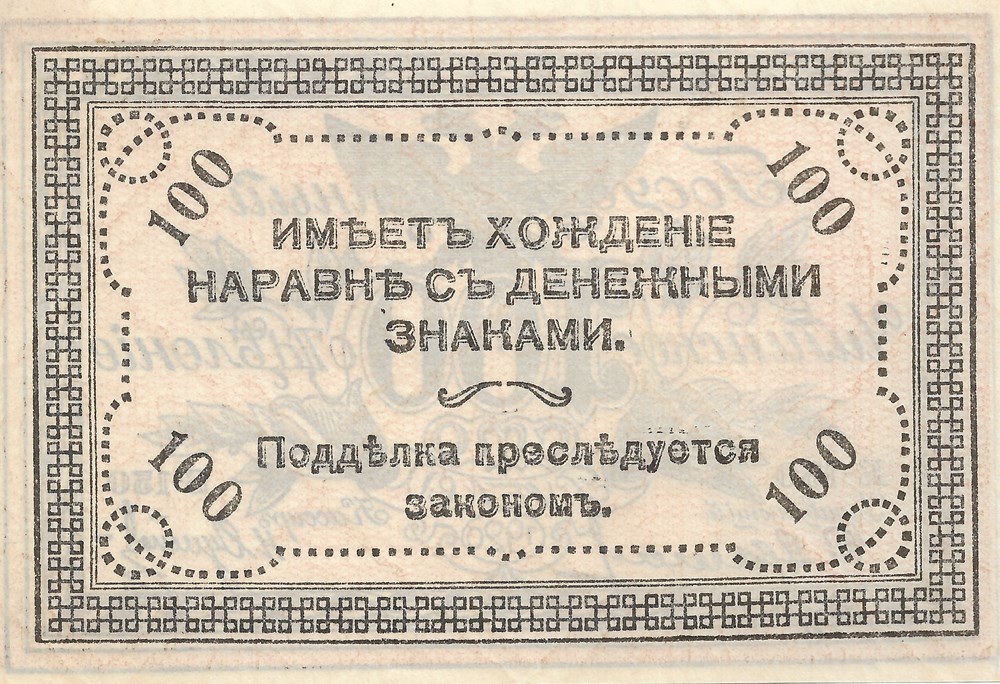 100 100
ИМѢЕТЪ ХОЖДЕНІЕ
НАРАВНѢ СЪ ДЕНЕЖНЫМИ
ЗНАКАМИ.
Поддѣлка преслѣдуется
закономъ.
100 100